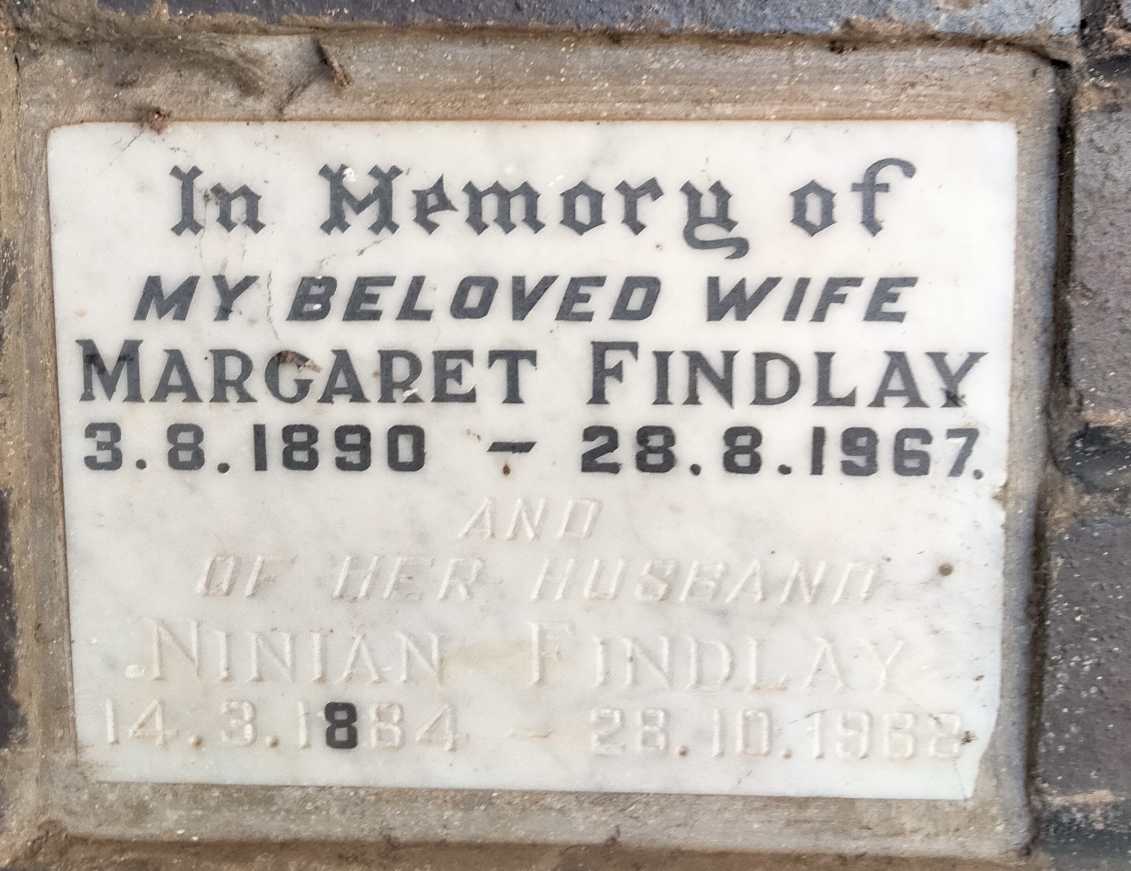 In Memory of
MY BELOVED WIFE
MARGARET FINDLAY
3.8.1890 - 28.8.1967.
AND
OF HER HUSBAND
NINIAN FINDLAY
14.3.1884 - 28.10.1968